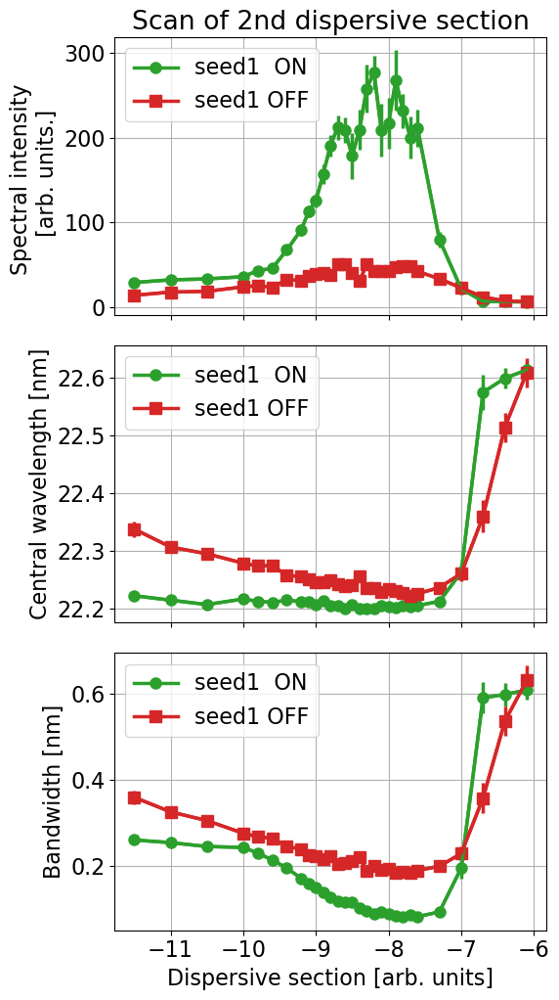 Scan of 2nd dispersive section
Spectral intensity
[arb. units.]
300
200
100
0
seed1  ON
seed1 OFF
Central wavelength [nm]
22.6
22.5
22.4
22.3
22.2
seed1  ON
seed1 OFF
Bandwidth [nm]
0.6
0.4
0.2
seed1  ON
seed1 OFF
−11 −10 −9 −8 −7 −6
Dispersive section [arb. units]